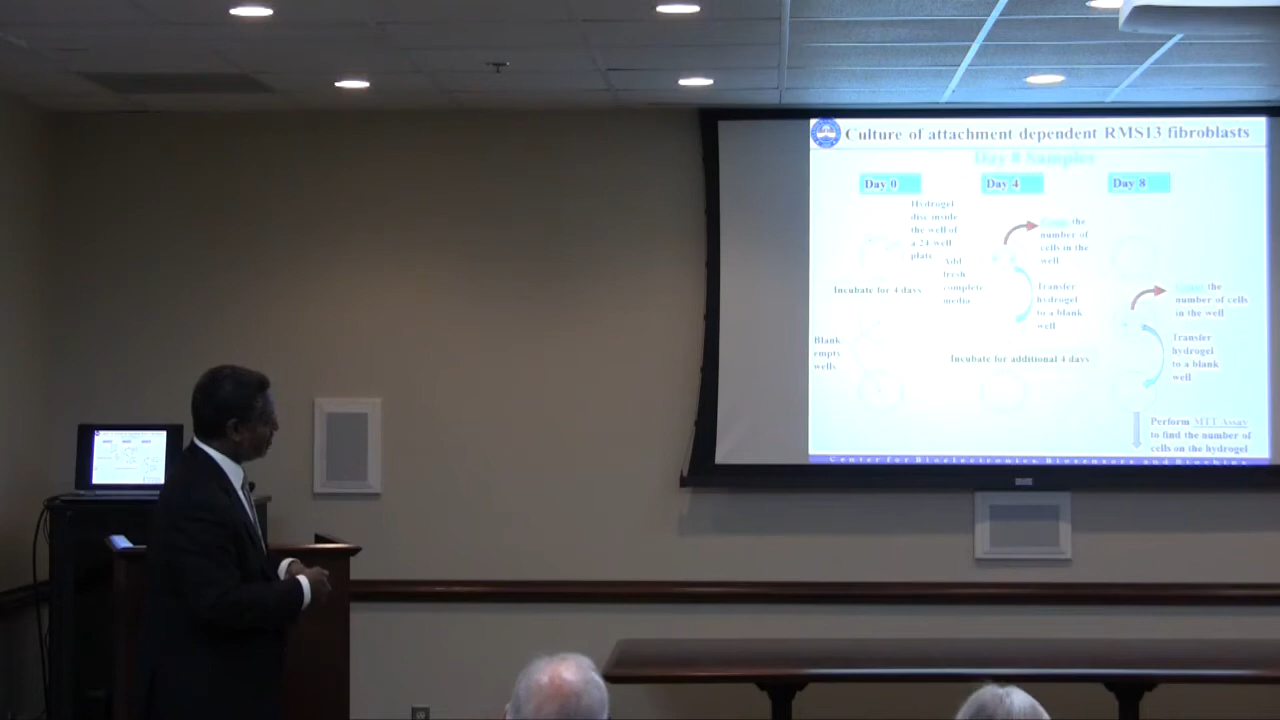 Culture of attachment dependent RMS13 fibroblasts
Day 8 Sampler
Day 0
Day 4
Day 8
Hydrogel
disc inside
the well of
a 24 well
plate
Incubate for 4 days
Blank
empty
wells
Add
fresh
complete
media
the
number of
cells in the
well
Transfer
hydrogel
to a blank
well
Incubate for additional 4 days
the
number of cells
in the well
Transfer
hydrogel
to a blank
well
Perform MTT Assay
to find the number of
cells on the hydrogel
Center for Bioelectronics, Biosensors and Biochips